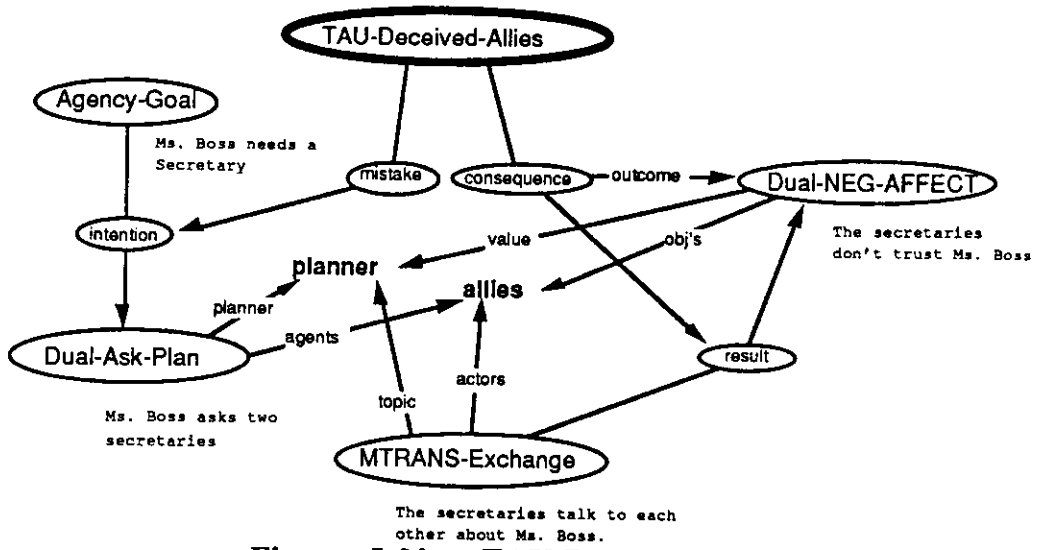 TAU-Deceived-Allies
Agency-Goal
Ms. Boss needs a
Secretary
mistake
consequence
outcome
Dual-NEG-AFFECT
intention
value
obj's
The secretaries
don't trust Ms. Boss
planner
allies
planner
agents
Dual-Ask-Plan
result
actors
topic
Ms. Boss asks two
secretaries
MTRANS-Exchange
The secretaries talk to each
other about Ms. Boss.